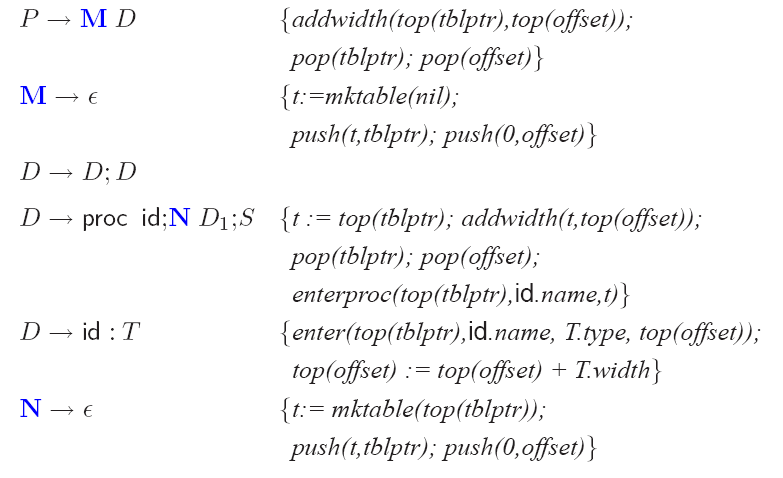 P → M D {addwidth(top(tblptr),top(offset));
pop(tblptr); pop(offset)}
M → ϵ {t:=mktable(nil);
push(t,tblptr); push(0,offset)}
D → D; D
D → proc id;N D₁;S {t := top(tblptr); addwidth(t,top(offset));
pop(tblptr); pop(offset);
enterproc(top(tblptr),id.name,t)}
D → id : T {enter(top(tblptr),id.name, T.type, top(offset));
top(offset) := top(offset) + T.width}
N → ϵ {t:= mktable(top(tblptr));
push(t,tblptr); push(0,offset)}